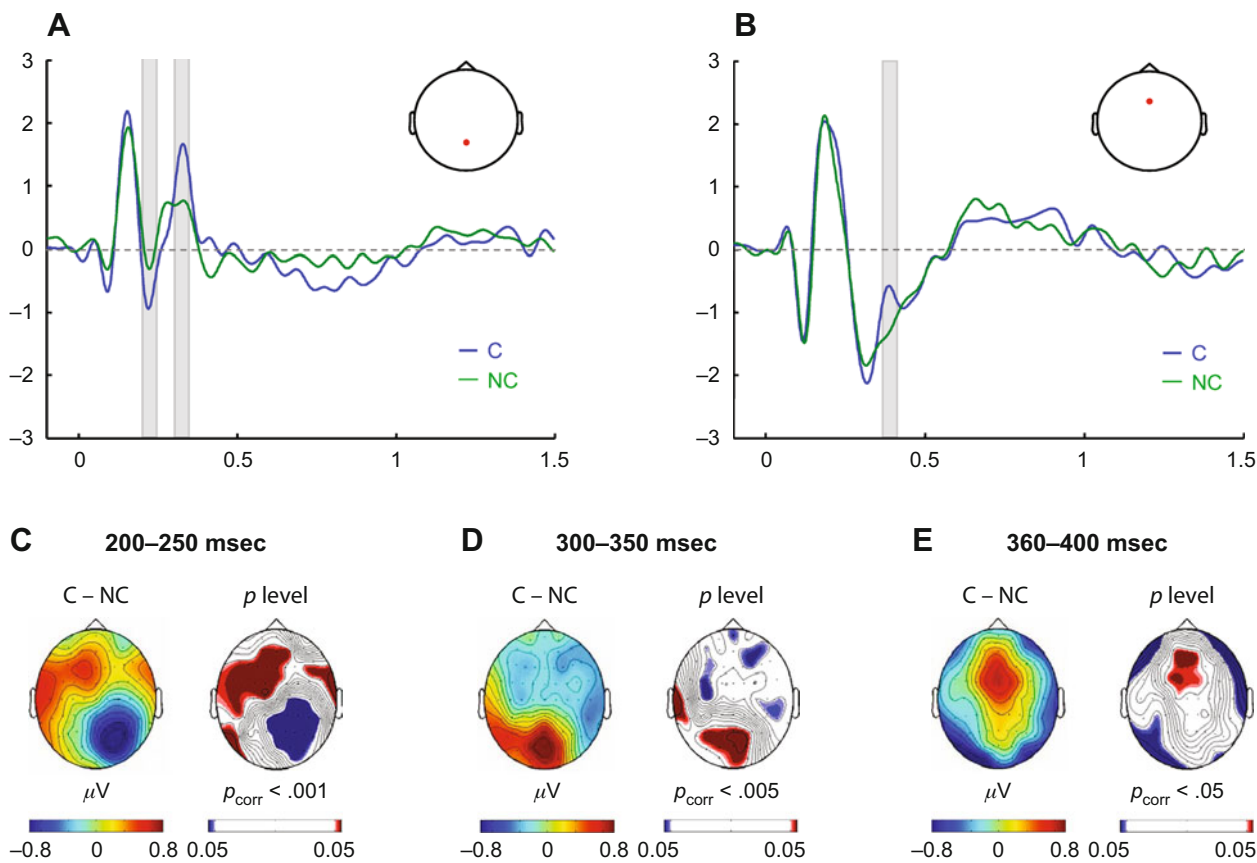 A
3
2
1
0
–1
–2
–3
0
0.5
1
1.5
C
NC
B
3
2
1
0
–1
–2
–3
0
0.5
1
1.5
C
NC
C 200–250 msec
C – NC
p level
μV
p_corr < .001
–0.8 0 0.8
0.05 0.05
D 300–350 msec
C – NC
p level
μV
p_corr < .005
–0.8 0 0.8
0.05 0.05
E 360–400 msec
C – NC
p level
μV
p_corr < .05
–0.8 0 0.8
0.05 0.05